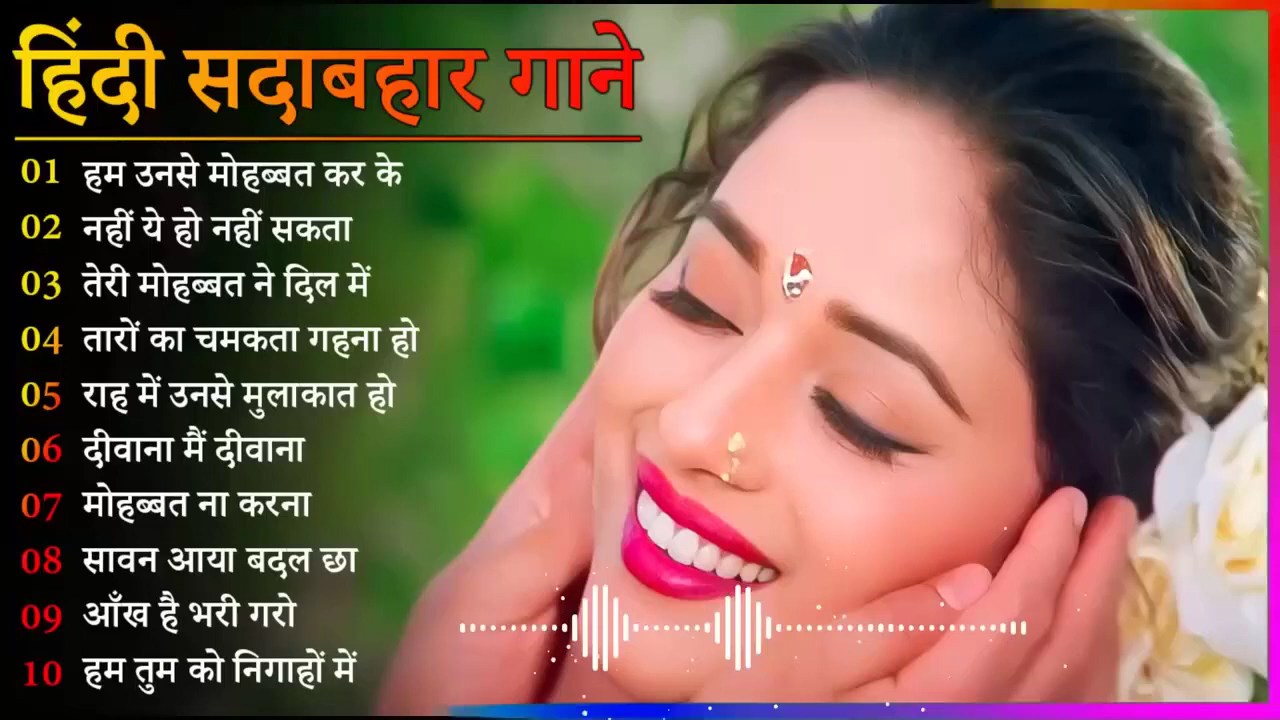 हिंदी सदाबहार गाने
01 हम उनसे मोहब्बत कर के
02 नहीं ये हो नहीं सकता
03 तेरी मोहब्बत ने दिल में
04 तारों का चमकता गहना हो
05 राह में उनसे मुलाकात हो
06 दीवाना मैं दीवाना
07 मोहब्बत ना करना
08 सावन आया बदल छा
09 आँख है भरी गरो
10 हम तुम को निगाहों में